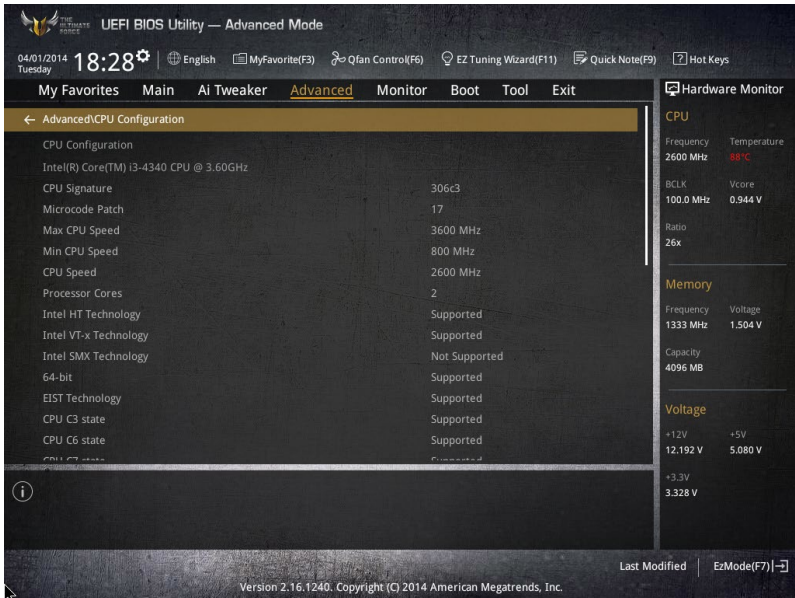 THE ULTIMATE FORCE UEFI BIOS Utility — Advanced Mode
04/01/2014 Tuesday 18:28 English MyFavorite(F3) Qfan Control(F6) EZ Tuning Wizard(F11) Quick Note(F9) ? Hot Keys
My Favorites Main Ai Tweaker Advanced Monitor Boot Tool Exit
← Advanced\CPU Configuration
CPU Configuration
Intel(R) Core(TM) i3-4340 CPU @ 3.60GHz
CPU Signature 306c3
Microcode Patch 17
Max CPU Speed 3600 MHz
Min CPU Speed 800 MHz
CPU Speed 2600 MHz
Processor Cores 2
Intel HT Technology Supported
Intel VT-x Technology Supported
Intel SMX Technology Not Supported
64-bit Supported
EIST Technology Supported
CPU C3 state Supported
CPU C6 state Supported
CPU C7 state Supported
Hardware Monitor
CPU
Frequency Temperature
2600 MHz 88°C
BCLK Vcore
100.0 MHz 0.944 V
Ratio
26x
Memory
Frequency Voltage
1333 MHz 1.504 V
Capacity
4096 MB
Voltage
+12V +5V
12.192 V 5.080 V
+3.3V
3.328 V
Last Modified EzMode(F7)
Version 2.16.1240. Copyright (C) 2014 American Megatrends, Inc.